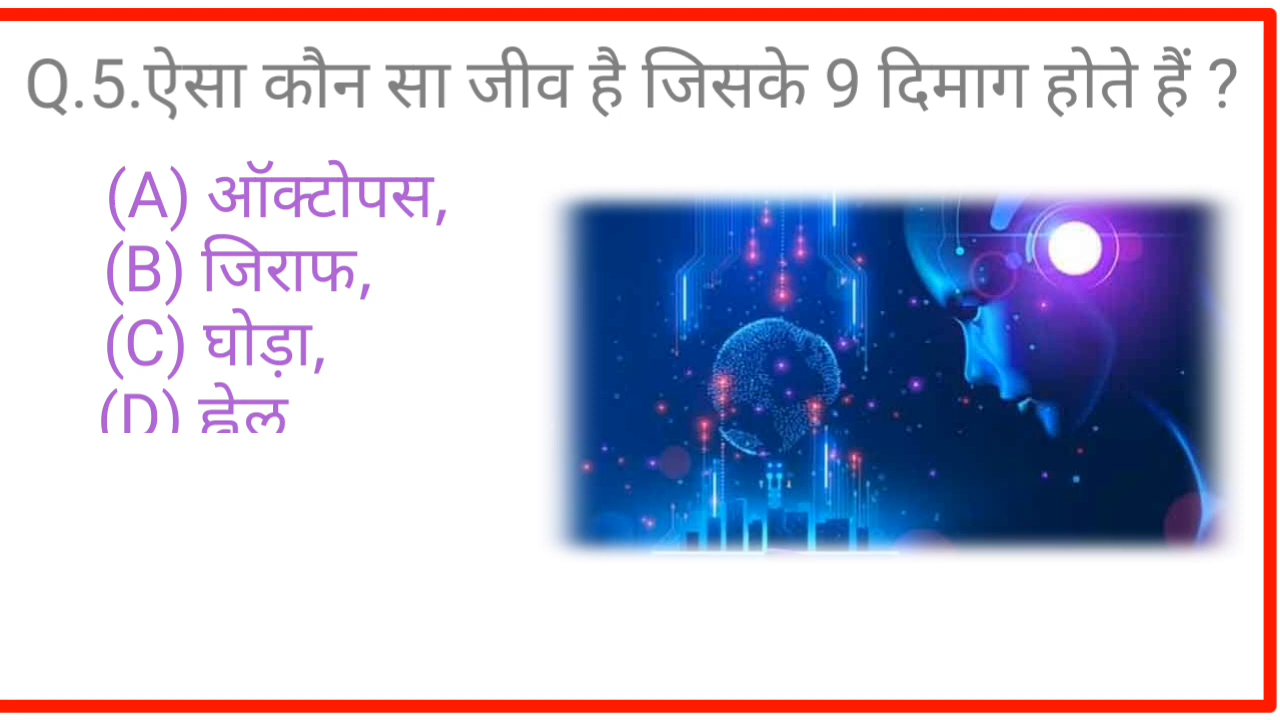 Q.5.ऐसा कौन सा जीव है जिसके 9 दिमाग होते हैं ?
(A) ऑक्टोपस,
(B) जिराफ,
(C) घोड़ा,
(D) ह्वेल